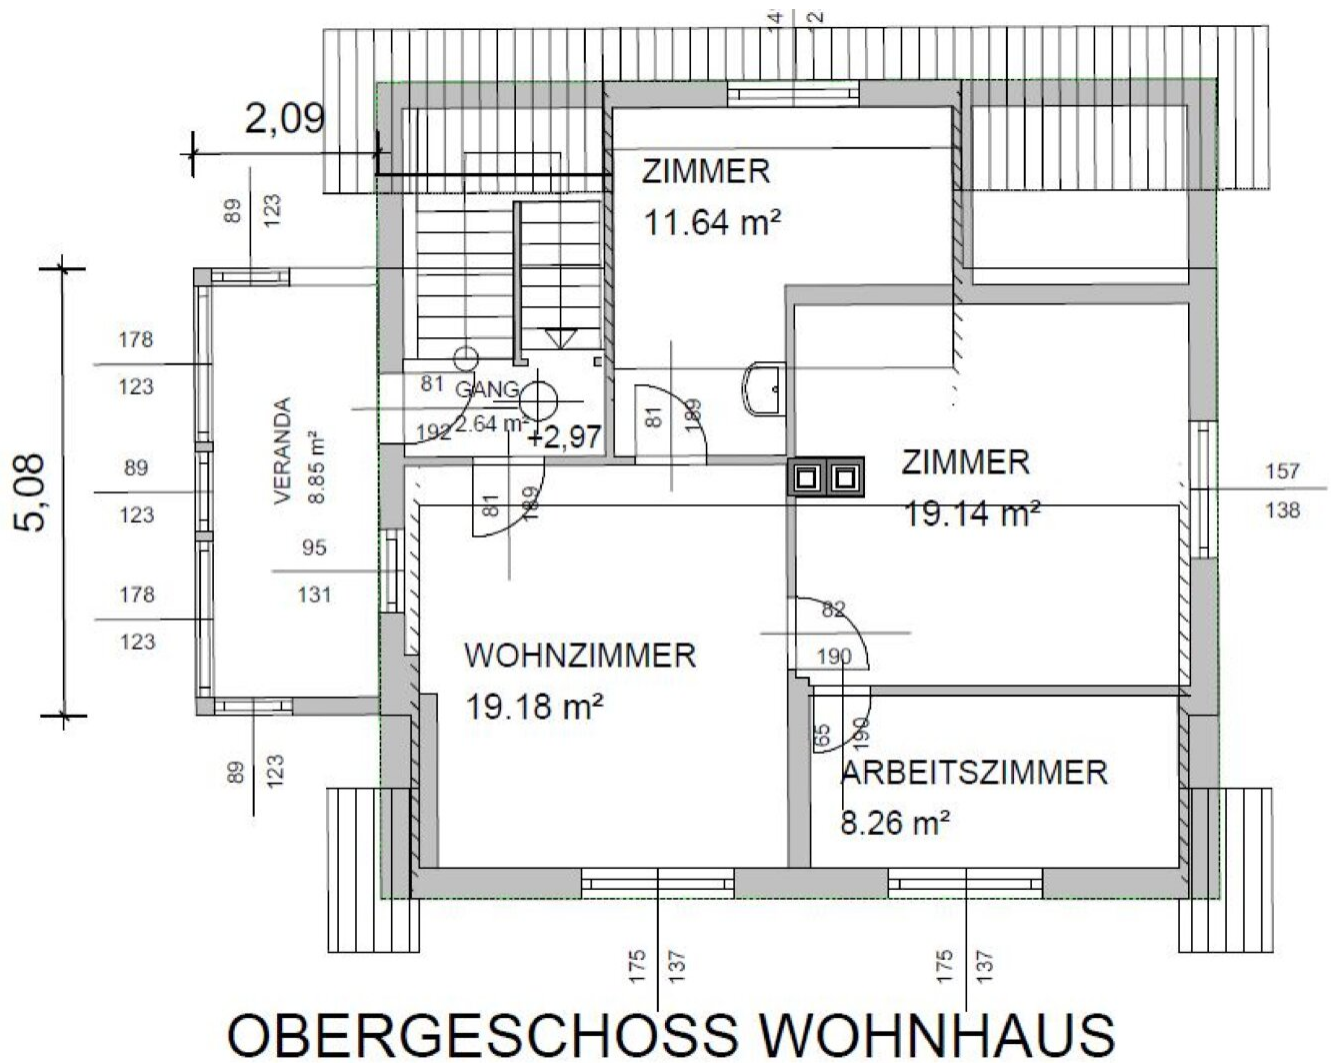 2,09
ZIMMER
11.64 m²
89
123
5,08
178
123
81
GANG
2.64 m²
192
+2,97
81
189
VERANDA
8.85 m²
89
123
81
189
ZIMMER
19.14 m²
157
138
95
131
178
123
82
190
WOHNZIMMER
19.18 m²
65
190
89
123
ARBEITSZIMMER
8.26 m²
175
137
175
137
OBERGESCHOSS WOHNHAUS